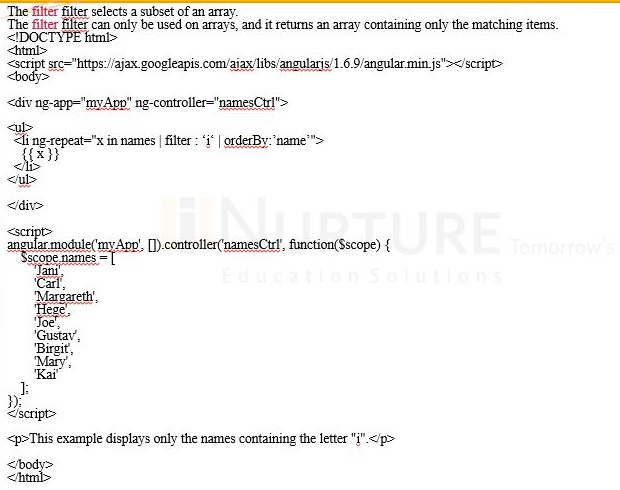 The filter filter selects a subset of an array.
The filter filter can only be used on arrays, and it returns an array containing only the matching items.
<!DOCTYPE html>
<html>
<script src="https://ajax.googleapis.com/ajax/libs/angularjs/1.6.9/angular.min.js"></script>
<body>
<div ng-app="myApp" ng-controller="namesCtrl">
<ul>
<li ng-repeat="x in names | filter : ‘i‘ | orderBy:’name’">
{{ x }}
</li>
</ul>
</div>
<script>
angular.module('myApp', []).controller('namesCtrl', function($scope) {
$scope.names = [
'Jani',
'Carl',
'Margareth',
'Hege',
'Joe',
'Gustav',
'Birgit',
'Mary',
'Kai'
];
});
</script>
<p>This example displays only the names containing the letter "i".</p>
</body>
</html>
iNURTURE
Education Solutions
Tomorrow's